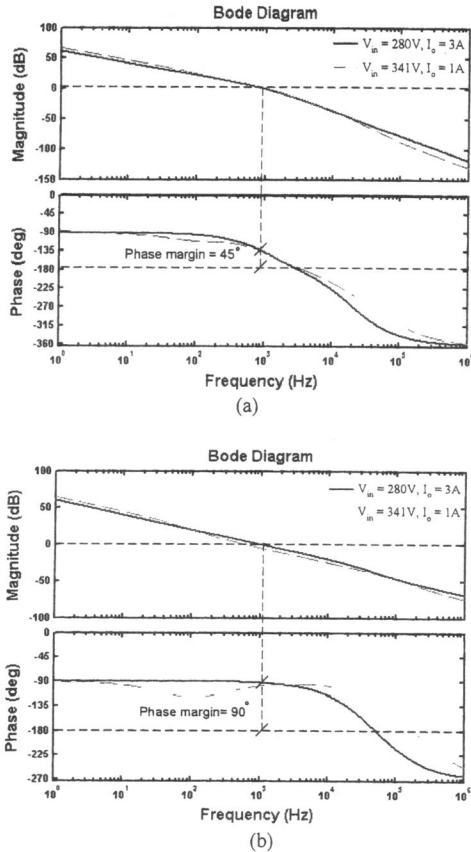 Bode Diagram
100
50
0
-50
-100
-150
Magnitude (dB)
V_in = 280V, I_o = 3A
V_in = 341V, I_o = 1A
0
-45
-90
-135
-180
-225
-270
-315
-360
Phase (deg)
Phase margin = 45°
10^0 10^1 10^2 10^3 10^4 10^5 10^6
Frequency (Hz)
(a)
Bode Diagram
100
50
0
-50
-100
Magnitude (dB)
V_in = 280V, I_o = 3A
V_in = 341V, I_o = 1A
0
-45
-90
-135
-180
-225
-270
Phase (deg)
Phase margin= 90°
10^0 10^1 10^2 10^3 10^4 10^5 10^6
Frequency (Hz)
(b)